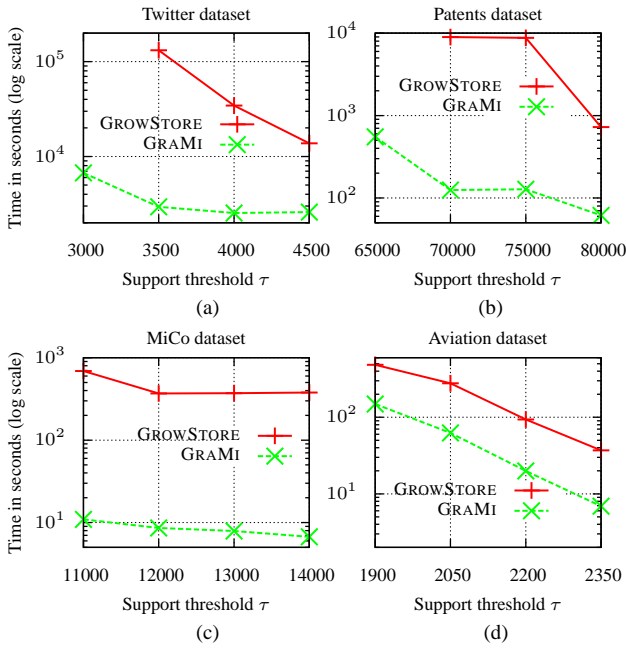 Twitter dataset
Time in seconds (log scale)
10^5
10^4
GROWSTORE
GRAMI
3000 3500 4000 4500
Support threshold τ
(a)
Patents dataset
10^4
10^3
10^2
GROWSTORE
GRAMI
65000 70000 75000 80000
Support threshold τ
(b)
MiCo dataset
Time in seconds (log scale)
10^3
10^2
10^1
GROWSTORE
GRAMI
11000 12000 13000 14000
Support threshold τ
(c)
Aviation dataset
10^2
10^1
GROWSTORE
GRAMI
1900 2050 2200 2350
Support threshold τ
(d)